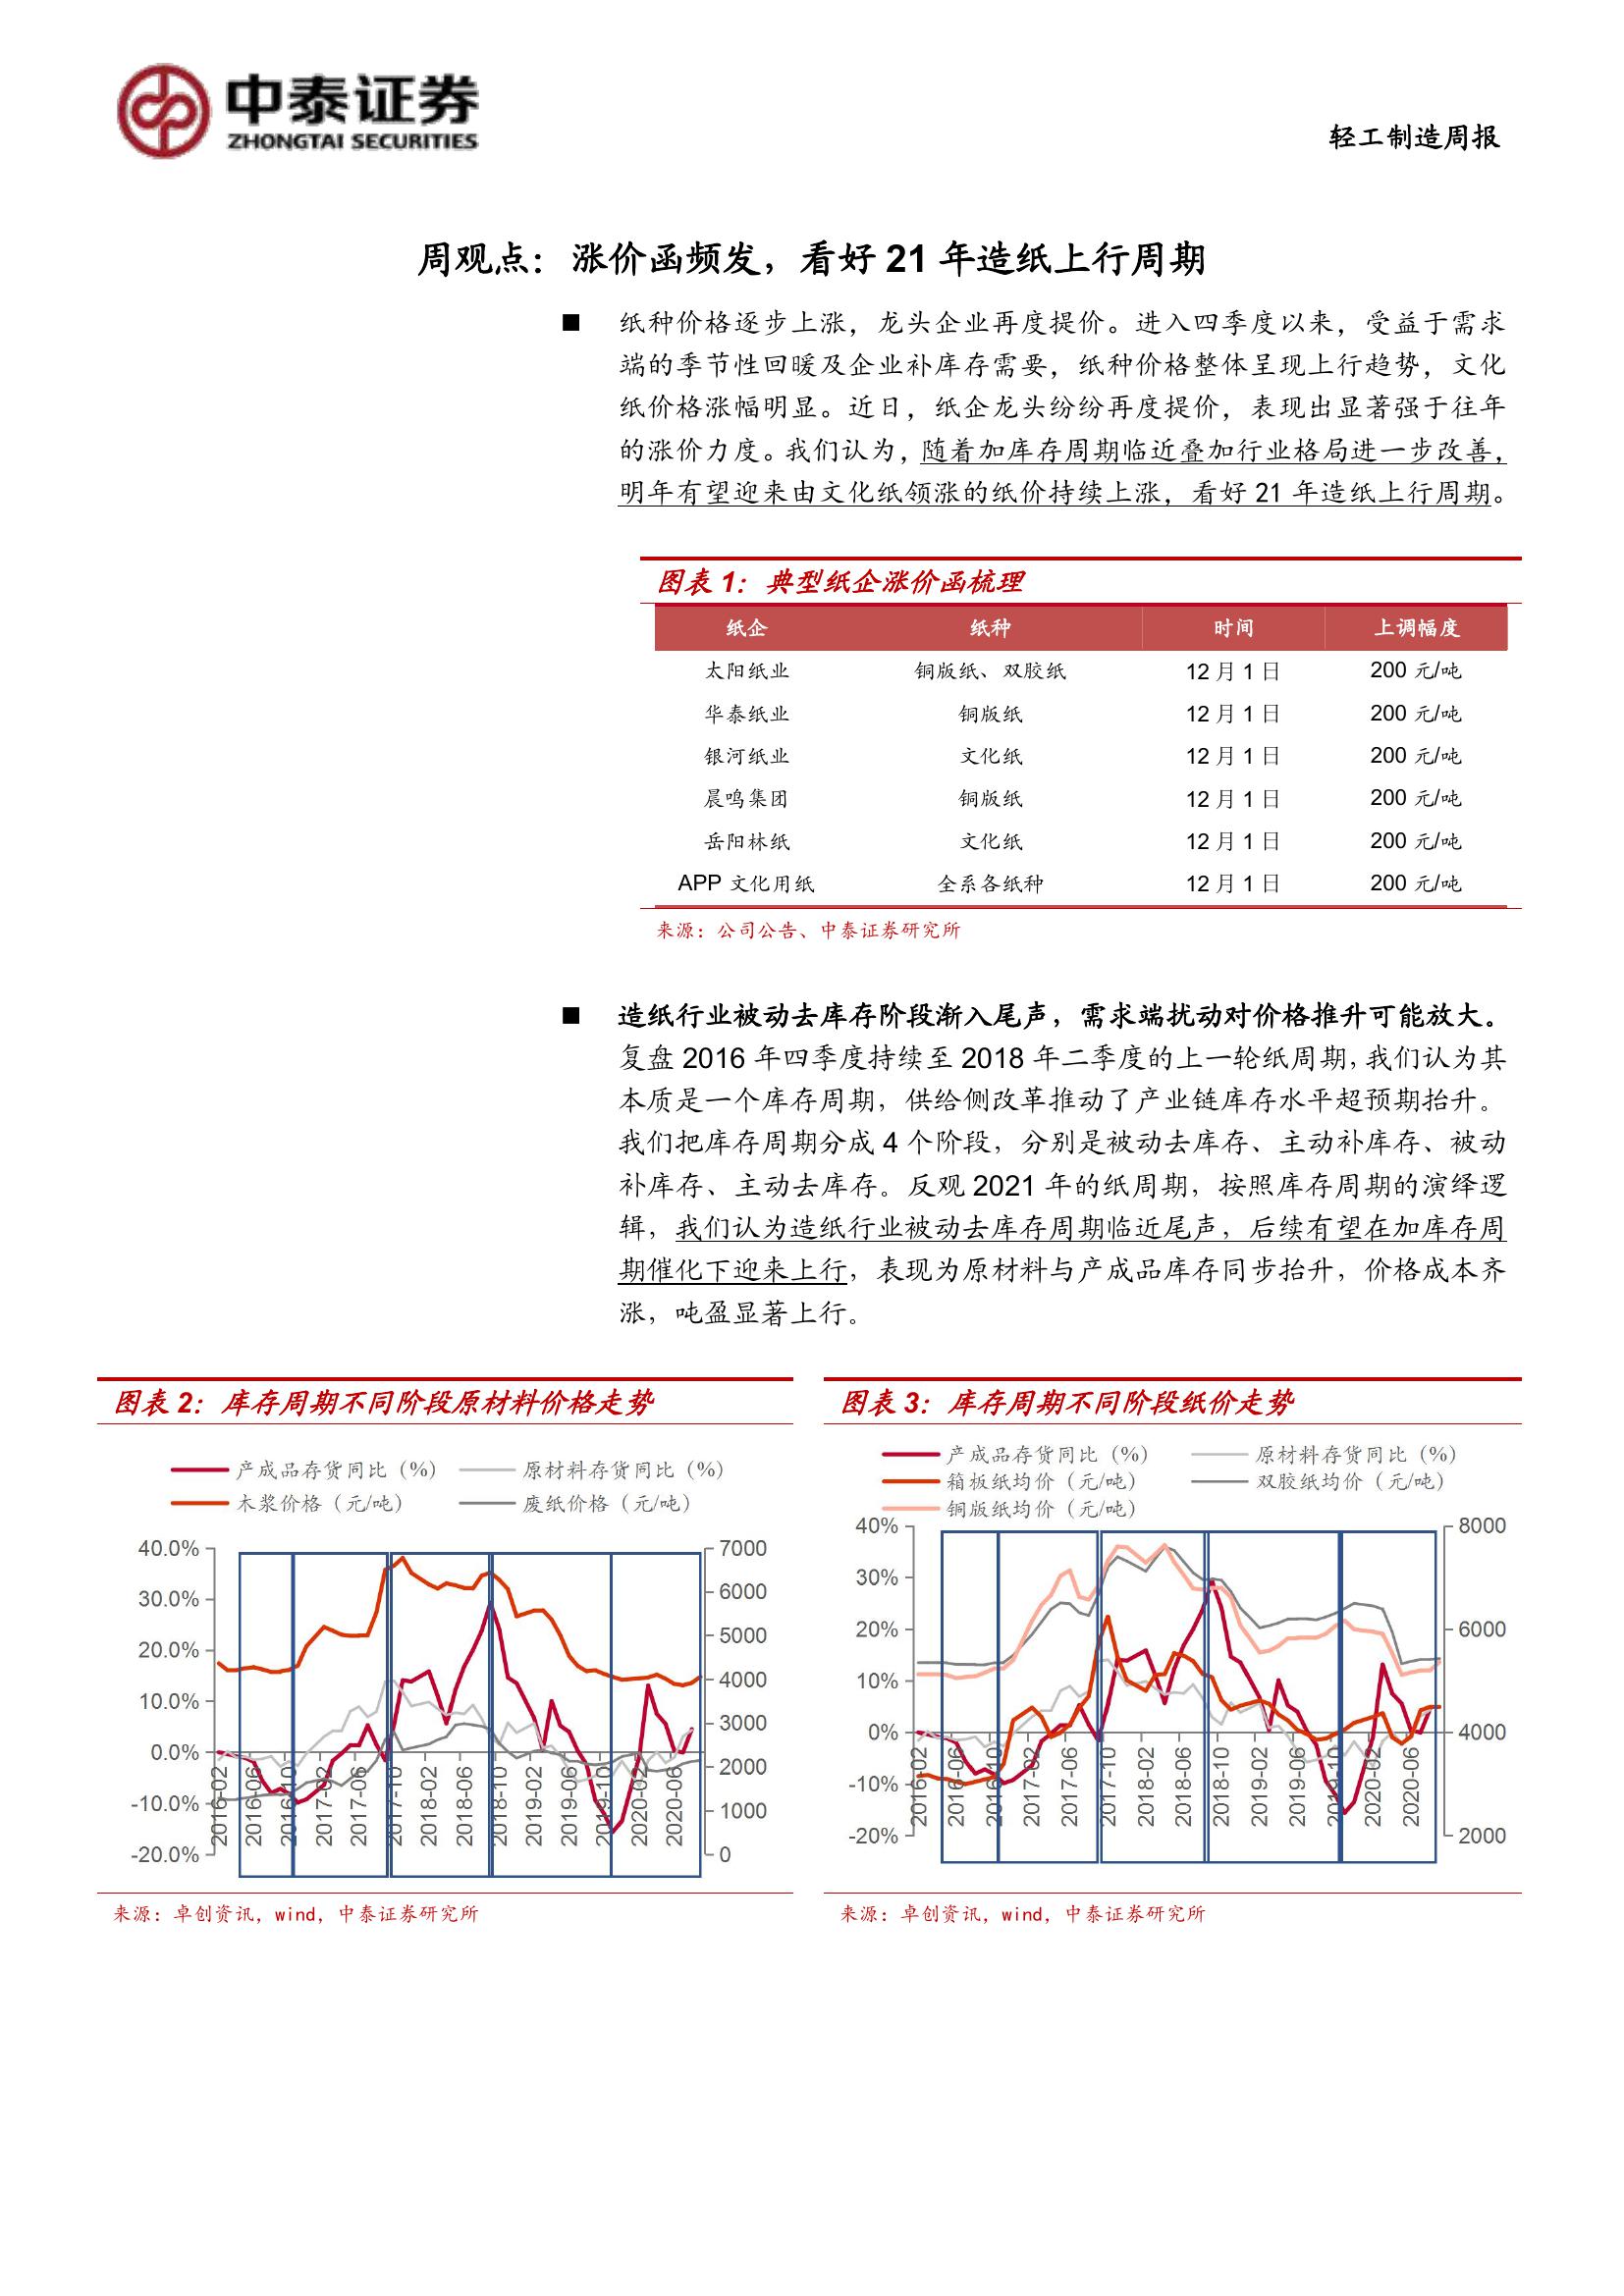 中泰证券
ZHONGTAI SECURITIES
轻工制造周报
周观点：涨价函频发，看好 21 年造纸上行周期
■ 纸种价格逐步上涨，龙头企业再度提价。进入四季度以来，受益于需求
端的季节性回暖及企业补库存需要，纸种价格整体呈现上行趋势，文化
纸价格涨幅明显。近日，纸企龙头纷纷再度提价，表现出显著强于往年
的涨价力度。我们认为，随着加库存周期临近叠加行业格局进一步改善，
明年有望迎来由文化纸领涨的纸价持续上涨，看好 21 年造纸上行周期。
图表 1：典型纸企涨价函梳理
纸企 纸种 时间 上调幅度
太阳纸业 铜版纸、双胶纸 12 月 1 日 200 元/吨
华泰纸业 铜版纸 12 月 1 日 200 元/吨
银河纸业 文化纸 12 月 1 日 200 元/吨
晨鸣集团 铜版纸 12 月 1 日 200 元/吨
岳阳林纸 文化纸 12 月 1 日 200 元/吨
APP 文化用纸 全系各纸种 12 月 1 日 200 元/吨
来源：公司公告、中泰证券研究所
■ 造纸行业被动去库存阶段渐入尾声，需求端扰动对价格推升可能放大。
复盘 2016 年四季度持续至 2018 年二季度的上一轮纸周期，我们认为其
本质是一个库存周期，供给侧改革推动了产业链库存水平超预期抬升。
我们把库存周期分成 4 个阶段，分别是被动去库存、主动补库存、被动
补库存、主动去库存。反观 2021 年的纸周期，按照库存周期的演绎逻
辑，我们认为造纸行业被动去库存周期临近尾声，后续有望在加库存周
期催化下迎来上行，表现为原材料与产成品库存同步抬升，价格成本齐
涨，吨盈显著上行。
图表 2：库存周期不同阶段原材料价格走势
产成品存货同比（%） 原材料存货同比（%）
木浆价格（元/吨） 废纸价格（元/吨）
40.0% 7000
30.0% 6000
20.0% 5000
10.0% 4000
0.0% 3000
-10.0% 2000
-20.0% 1000
0
2016-02 2016-06 2016-10 2017-02 2017-06 2017-10 2018-02 2018-06 2018-10 2019-02 2019-06 2019-10 2020-02 2020-06
来源：卓创资讯，wind，中泰证券研究所
图表 3：库存周期不同阶段纸价走势
产成品存货同比（%） 原材料存货同比（%）
箱板纸均价（元/吨） 双胶纸均价（元/吨）
铜版纸均价（元/吨）
40% 8000
30%
20% 6000
10%
0% 4000
-10%
-20% 2000
2016-02 2016-06 2016-10 2017-02 2017-06 2017-10 2018-02 2018-06 2018-10 2019-02 2019-06 2019-10 2020-02 2020-06
来源：卓创资讯，wind，中泰证券研究所